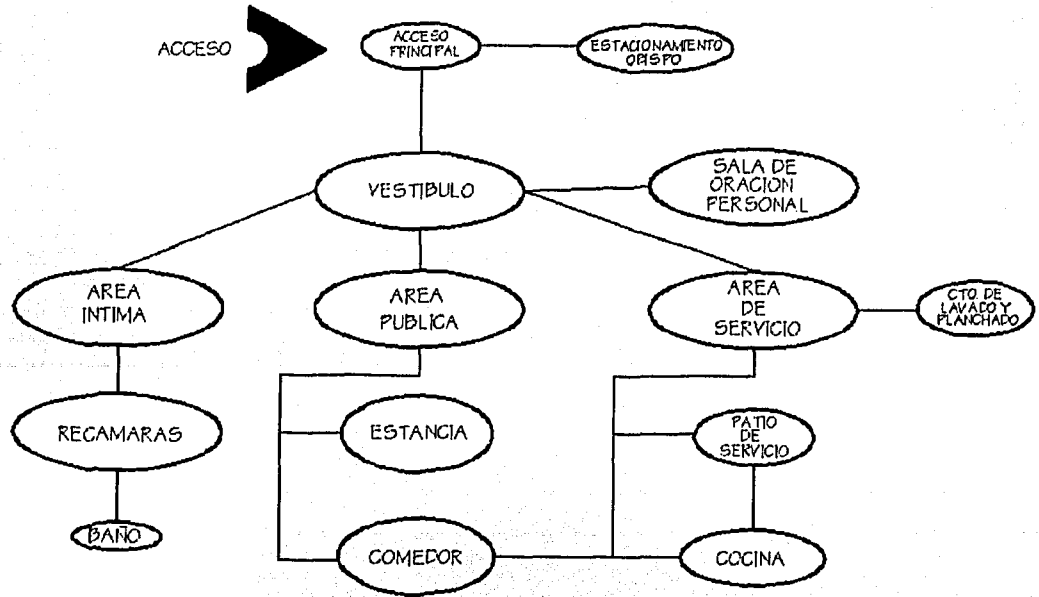 ACCESO
ACCESO
PRINCIPAL
ESTACIONAMIENTO
OBISPO
VESTIBULO
SALA DE
ORACION
PERSONAL
AREA
INTIMA
AREA
PUBLICA
AREA
DE
SERVICIO
CTO. DE
LAVADO Y
PLANCHADO
RECAMARAS
ESTANCIA
PATIO
DE
SERVICIO
BAÑO
COMEDOR
COCINA